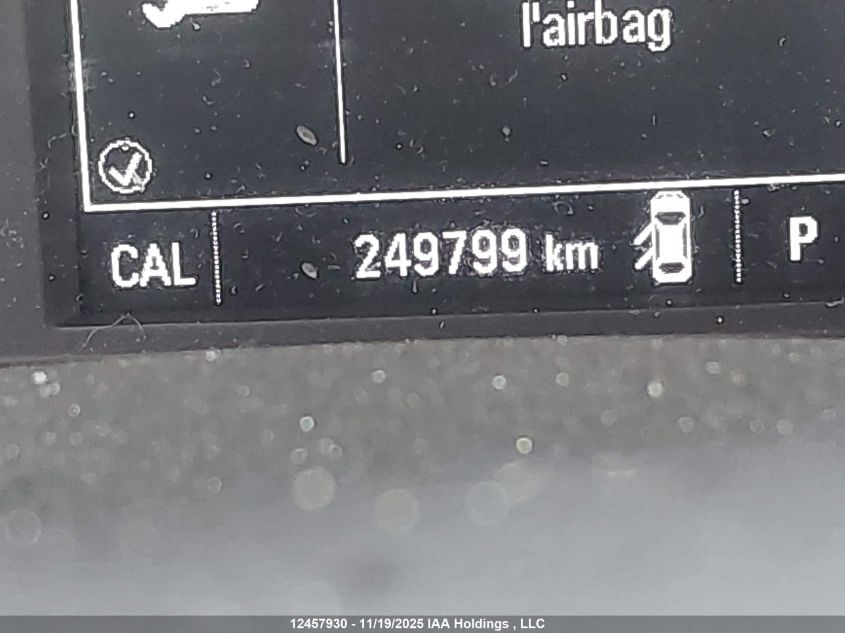 l'airbag
CAL 249799 km P
12457930 - 11/19/2025 IAA Holdings , LLC